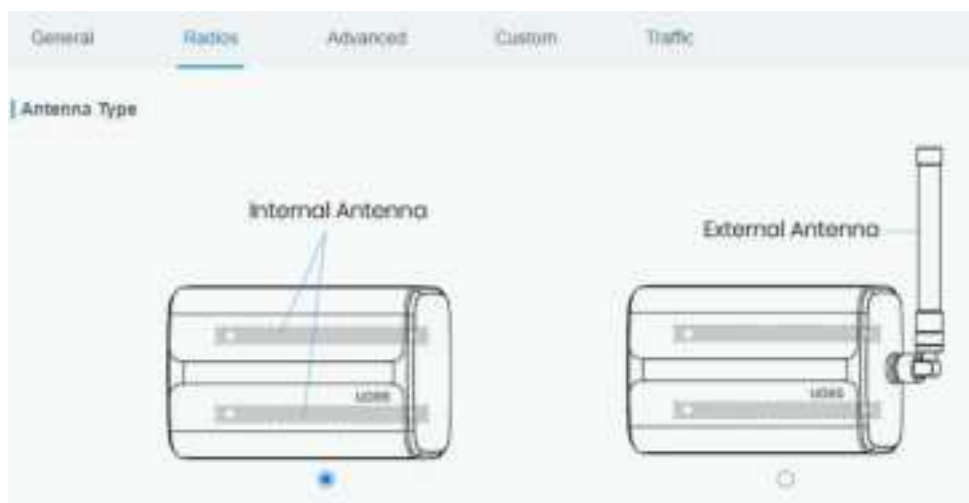 General Radios Advanced Custom Traffic
Antenna Type
Internal Antenna
External Antenna